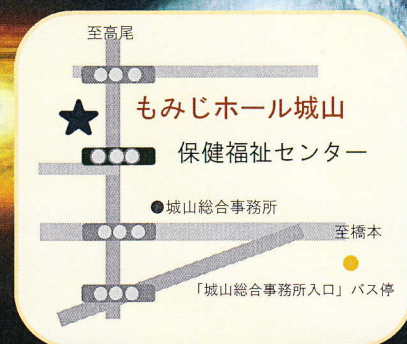 至高尾
もみじホール城山
保健福祉センター
●城山総合事務所
至橋本
「城山総合事務所入口」バス停